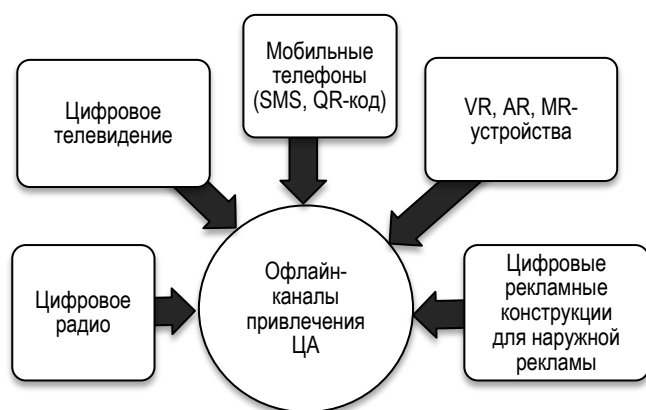 Мобильные
телефоны
(SMS, QR-код)
Цифровое
телевидение
VR, AR, MR-
устройства
Цифровое
радио
Офлайн-
каналы
привлечения
ЦА
Цифровые
рекламные
конструкции
для наружной
рекламы